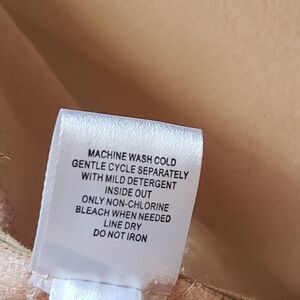 MACHINE WASH COLD
GENTLE CYCLE SEPARATELY
WITH MILD DETERGENT
INSIDE OUT
ONLY NON-CHLORINE
BLEACH WHEN NEEDED
LINE DRY
DO NOT IRON